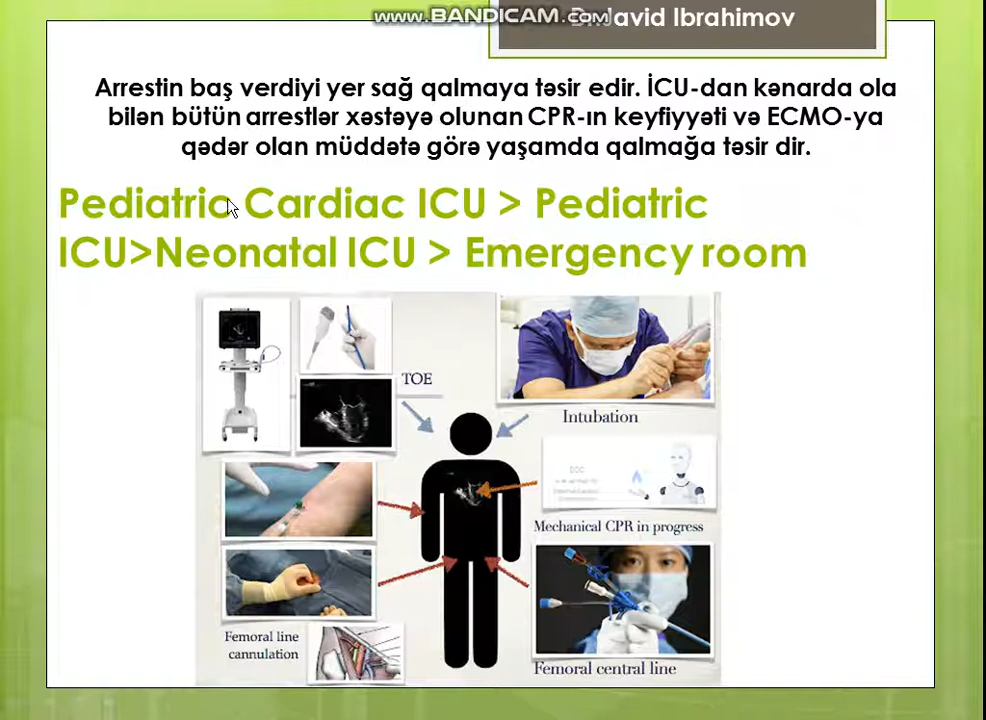 www.BANDICAM.com
Dr.Javid Ibrahimov
Arrestin baş verdiyi yer sağ qalmaya təsir edir. İCU-dan kənarda ola
bilən bütün arrestlər xəstəyə olunan CPR-ın keyfiyyəti və ECMO-ya
qədər olan müddətə görə yaşamda qalmağa təsir dir.
Pediatric Cardiac ICU > Pediatric
ICU>Neonatal ICU > Emergency room
TOE
Intubation
Mechanical CPR in progress
Femoral line
cannulation
Femoral central line